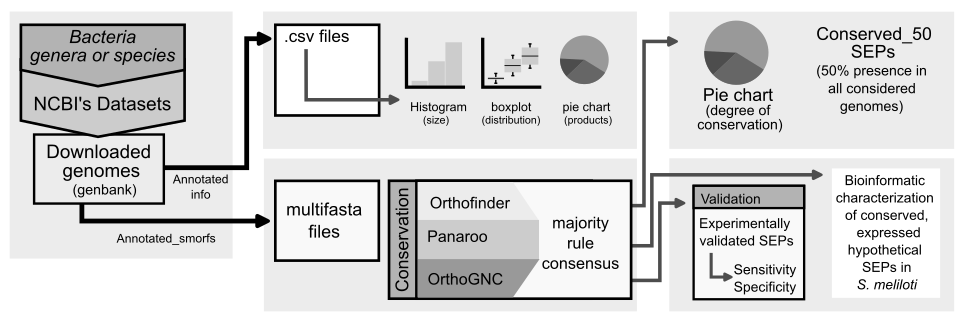 Bacteria
genera or species
NCBI's Datasets
Downloaded
genomes
(genbank)
Annotated
info
Annotated_smorfs
.csv files
Histogram
(size)
boxplot
(distribution)
pie chart
(products)
Pie chart
(degree of
conservation)
Conserved_50
SEPs
(50% presence in
all considered
genomes)
multifasta
files
Conservation
Orthofinder
Panaroo
OrthoGNC
majority
rule
consensus
Validation
Experimentally
validated SEPs
Sensitivity
Specificity
Bioinformatic
characterization
of conserved,
expressed
hypothetical
SEPs in
S. meliloti